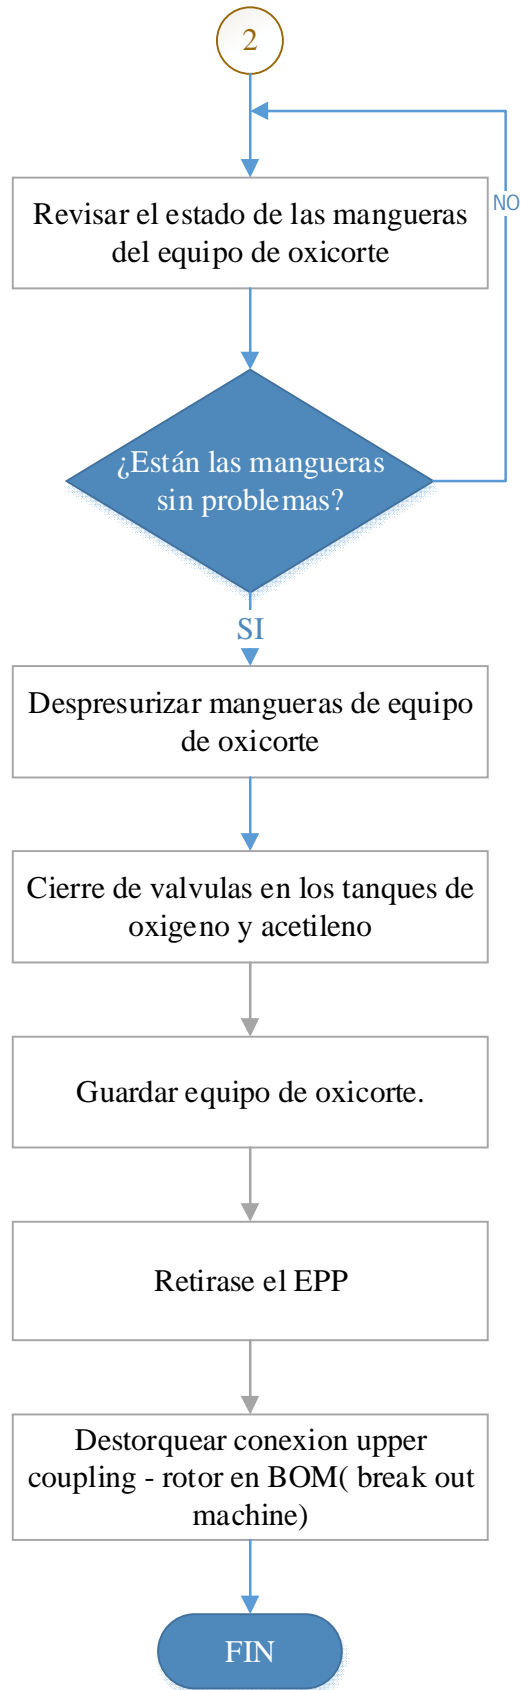 2
NO
Revisar el estado de las mangueras
del equipo de oxicorte
¿Están las mangueras
sin problemas?
SI
Despresurizar mangueras de equipo
de oxicorte
Cierre de valvulas en los tanques de
oxigeno y acetileno
Guardar equipo de oxicorte.
Retirase el EPP
Destorquear conexion upper
coupling - rotor en BOM( break out
machine)
FIN